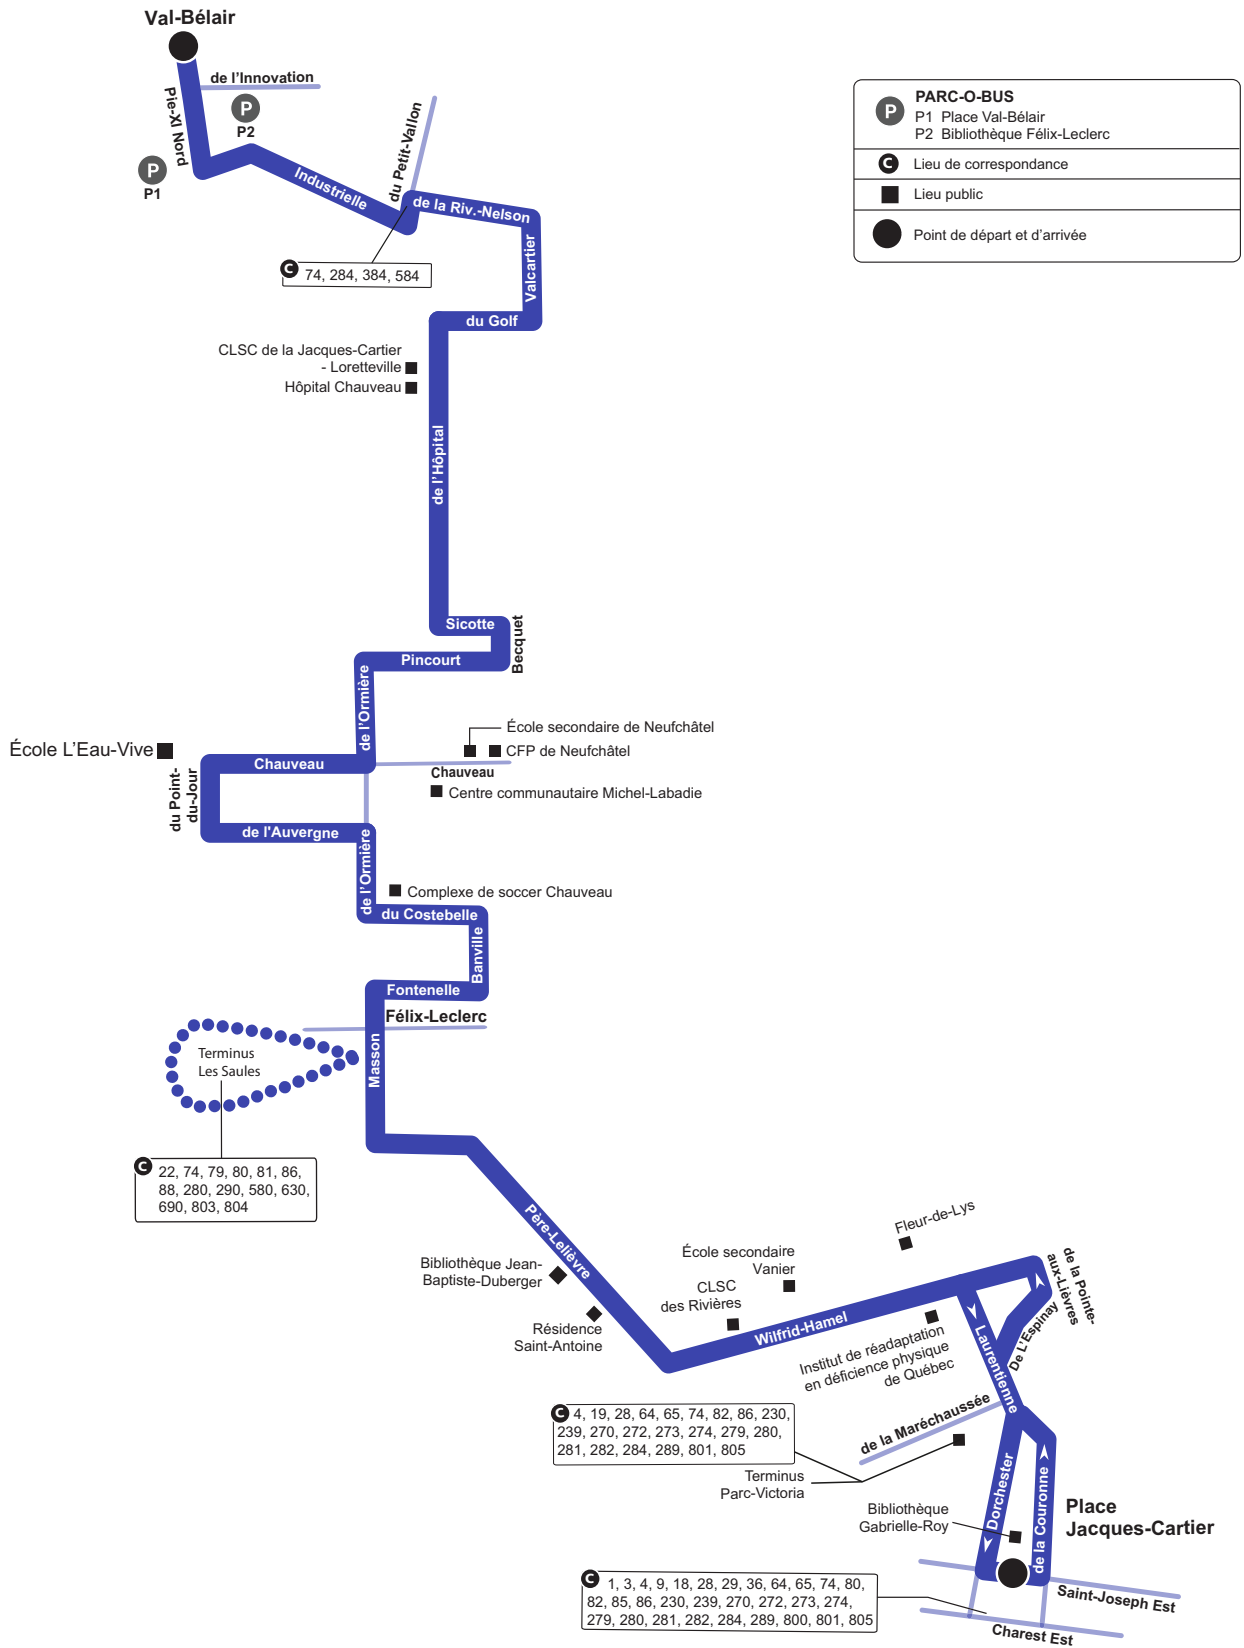 Val-Bélair
de l'Innovation
Pie-XI Nord
P
P2
P
P1
Industrielle
du Petit-Vallon
de la Riv.-Nelson
Valcartier
C 74, 284, 384, 584
du Golf
PARC-O-BUS
P
P1 Place Val-Bélair
P2 Bibliothèque Félix-Leclerc
C Lieu de correspondance
Lieu public
Point de départ et d'arrivée
CLSC de la Jacques-Cartier
- Loretteville
Hôpital Chauveau
de l'Hôpital
Sicotte
Becquet
Pincourt
de l'Ormière
École secondaire de Neufchâtel
CFP de Neufchâtel
École L'Eau-Vive
Chauveau
Chauveau
Centre communautaire Michel-Labadie
du Point-
du-Jour
de l'Auvergne
de l'Ormière
Complexe de soccer Chauveau
du Costebelle
Banville
Fontenelle
Félix-Leclerc
Masson
Terminus
Les Saules
C 22, 74, 79, 80, 81, 86,
88, 280, 290, 580, 630,
690, 803, 804
Père-Lelièvre
Bibliothèque Jean-
Baptiste-Duberger
Résidence
Saint-Antoine
École secondaire
Vanier
CLSC
des Rivières
Fleur-de-Lys
Wilfrid-Hamel
de la Pointe-
aux-Lièvres
De L'Espinay
Laurentienne
Institut de réadaptation
en déficience physique
de Québec
C 4, 19, 28, 64, 65, 74, 82, 86, 230,
239, 270, 272, 273, 274, 279, 280,
281, 282, 284, 289, 801, 805
de la Maréchaussée
Terminus
Parc-Victoria
Dorchester
de la Couronne
Bibliothèque
Gabrielle-Roy
Place
Jacques-Cartier
C 1, 3, 4, 9, 18, 28, 29, 36, 64, 65, 74, 80,
82, 85, 86, 230, 239, 270, 272, 273, 274,
279, 280, 281, 282, 284, 289, 800, 801, 805
Saint-Joseph Est
Charest Est